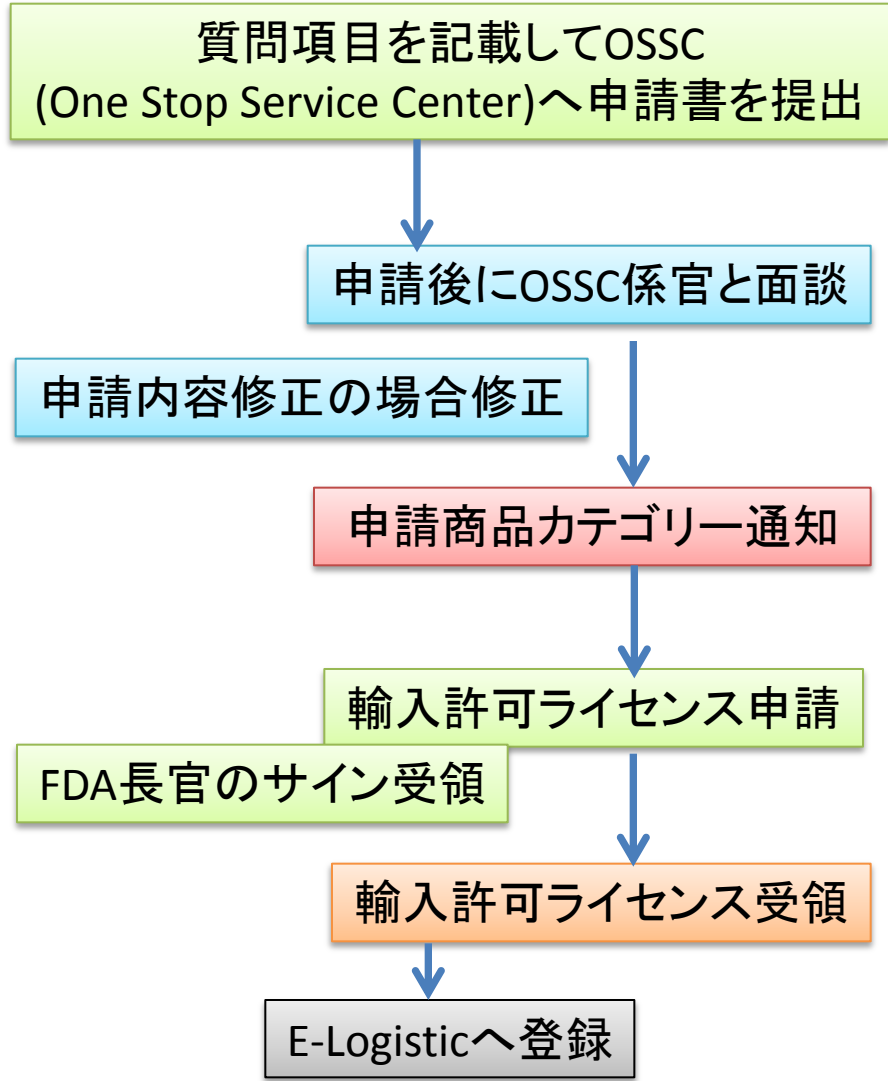 質問項目を記載してOSSC
(One Stop Service Center)へ申請書を提出
申請後にOSSC係官と面談
申請内容修正の場合修正
申請商品カテゴリー通知
輸入許可ライセンス申請
FDA長官のサイン受領
輸入許可ライセンス受領
E-Logisticへ登録